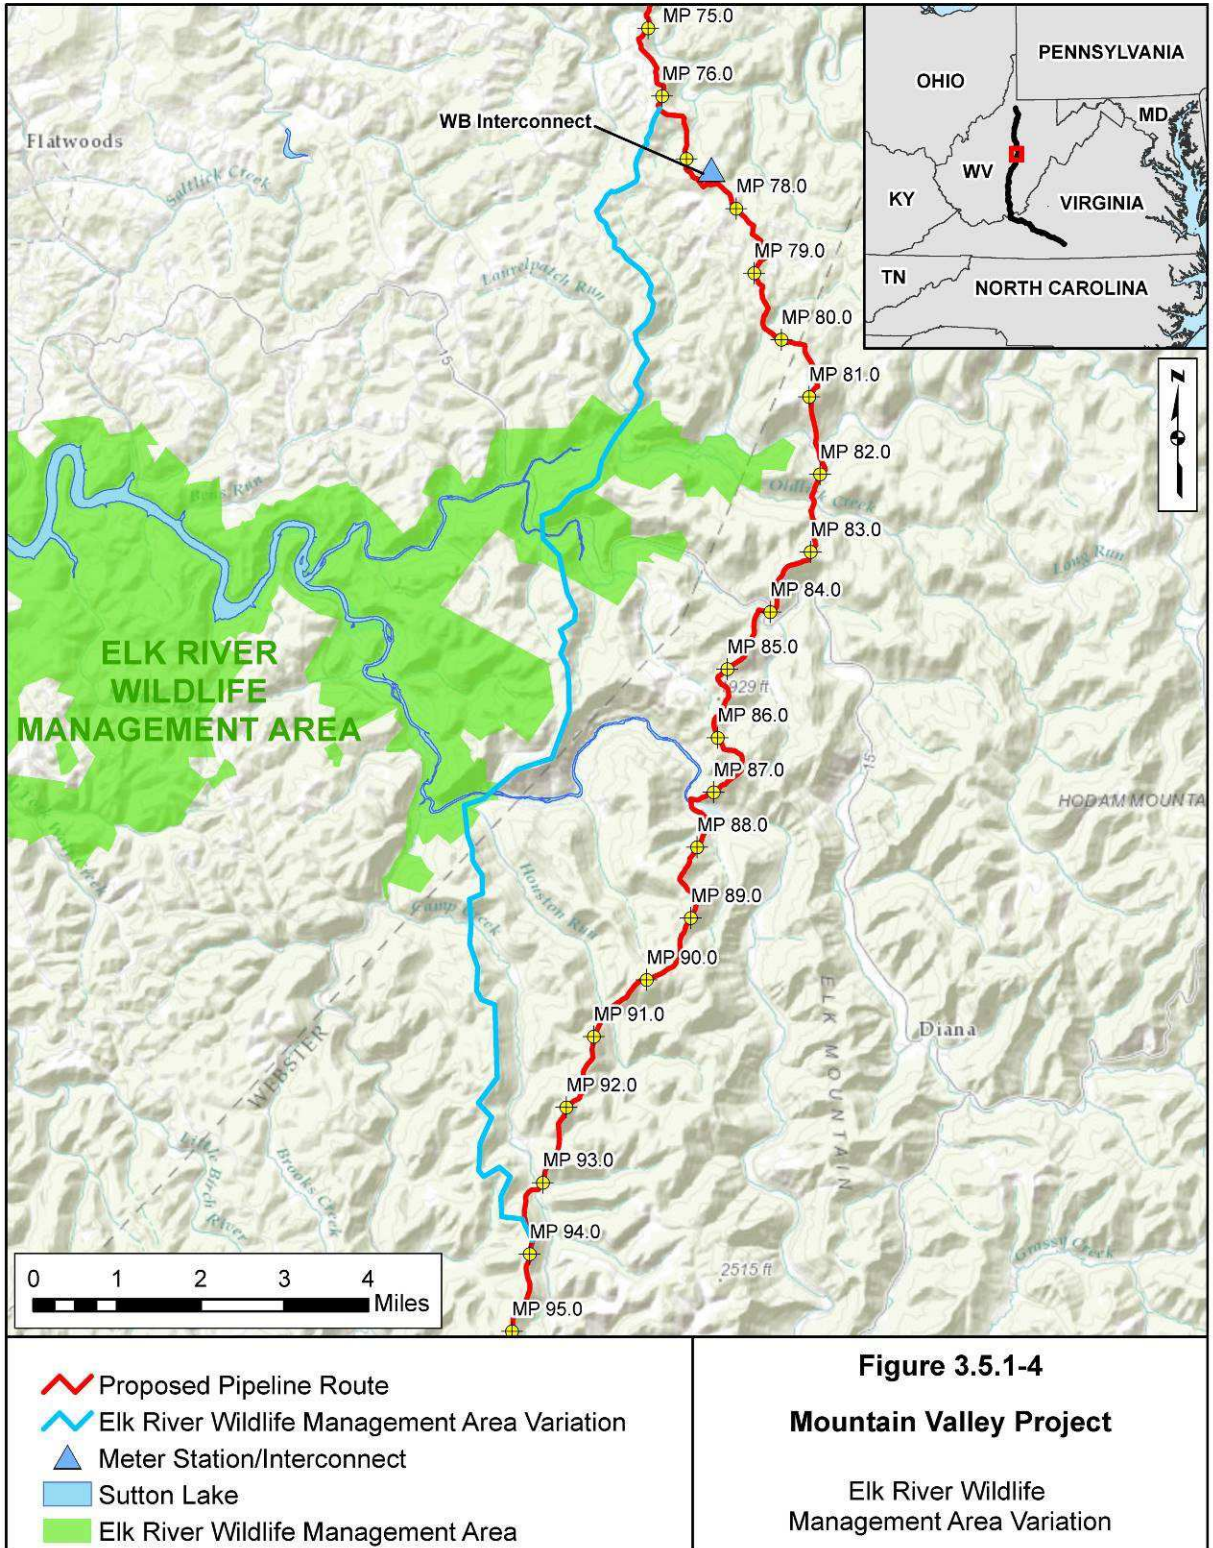 MP 75.0
PENNSYLVANIA
OHIO
MP 76.0
WB Interconnect
MD
Flatwoods
Saltlick Creek
WV
MP 78.0
KY
VIRGINIA
MP 79.0
Laurelpatch Run
TN
NORTH CAROLINA
MP 80.0
15
MP 81.0
N
MP 82.0
Bens Run
Oldlick Creek
MP 83.0
Long Run
MP 84.0
ELK RIVER
WILDLIFE
MANAGEMENT AREA
MP 85.0
929 ft
MP 86.0
15
MP 87.0
HODAM MOUNTA
MP 88.0
Houston Run
MP 89.0
Camp Creek
MP 90.0
MP 91.0
ELK MOUNTAIN
Diana
WEBSTER
MP 92.0
Little Birch River
Brooks Creek
MP 93.0
MP 94.0
Grassy Creek
2515 ft
0 1 2 3 4
Miles
MP 95.0
Proposed Pipeline Route
Elk River Wildlife Management Area Variation
Meter Station/Interconnect
Sutton Lake
Elk River Wildlife Management Area
Figure 3.5.1-4
Mountain Valley Project
Elk River Wildlife
Management Area Variation